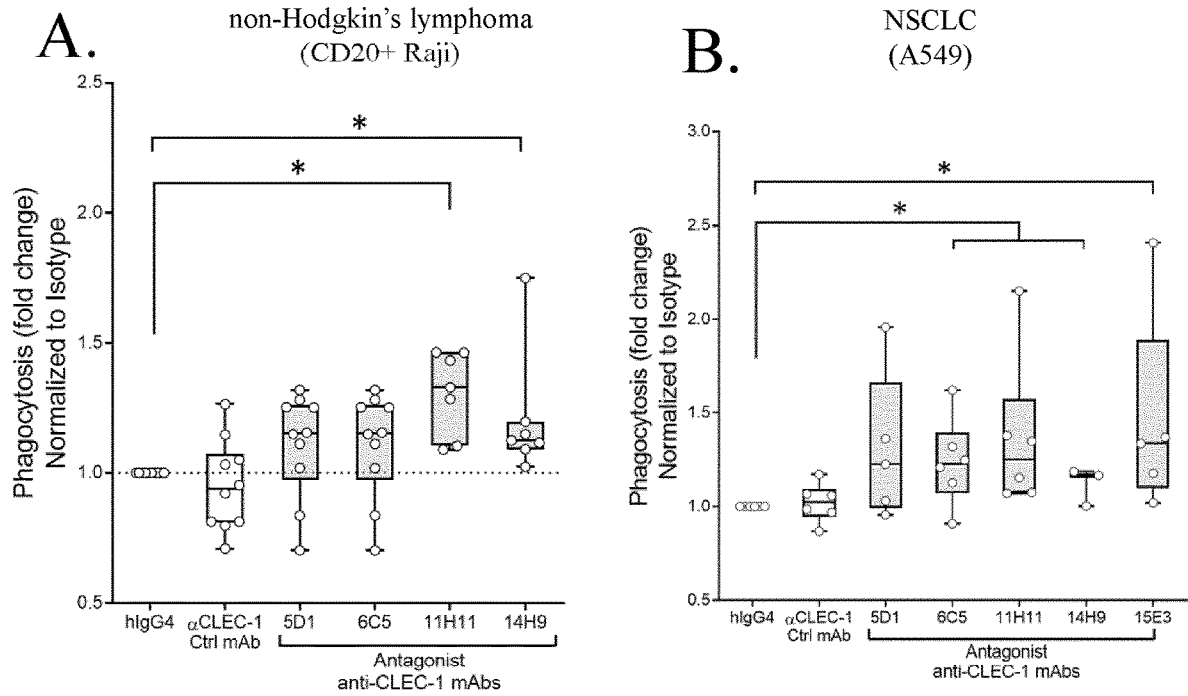 A.
non-Hodgkin's lymphoma
(CD20+ Raji)
Phagocytosis (fold change)
Normalized to Isotype
2.5
2.0
1.5
1.0
0.5
*
*
hIgG4
αCLEC-1
Ctrl mAb
5D1
6C5
11H11
14H9
Antagonist
anti-CLEC-1 mAbs
B.
NSCLC
(A549)
Phagocytosis (fold change)
Normalized to Isotype
3.0
2.5
2.0
1.5
1.0
0.5
*
*
hIgG4
αCLEC-1
Ctrl mAb
5D1
6C5
11H11
14H9
15E3
Antagonist
anti-CLEC-1 mAbs